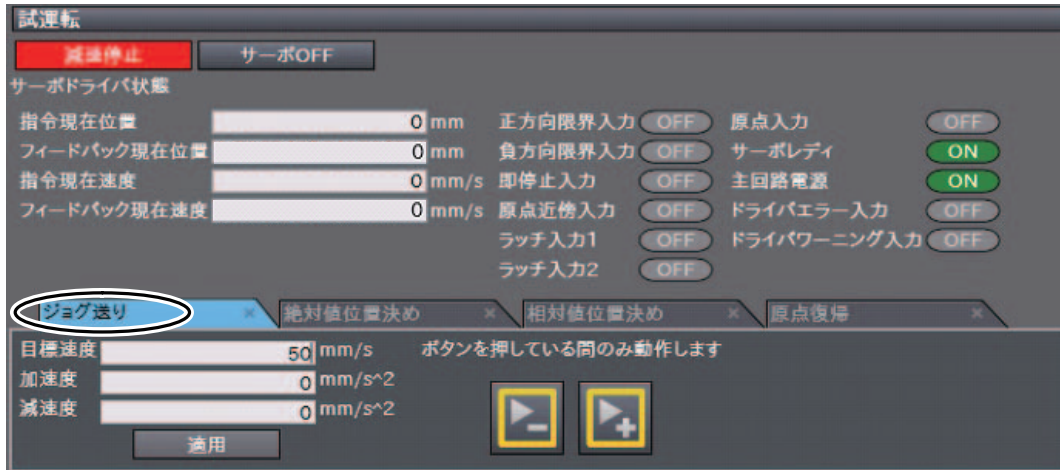 試運転
減速停止 サーボOFF
サーボドライバ状態
指令現在位置 0 mm 正方向限界入力 OFF 原点入力 OFF
フィードバック現在位置 0 mm 負方向限界入力 OFF サーボレディ ON
指令現在速度 0 mm/s 即停止入力 OFF 主回路電源 ON
フィードバック現在速度 0 mm/s 原点近傍入力 OFF ドライバエラー入力 OFF
ラッチ入力1 OFF ドライバワーニング入力 OFF
ラッチ入力2 OFF
ジョグ送り × 絶対値位置決め × 相対値位置決め × 原点復帰 ×
目標速度 50 mm/s ボタンを押している間のみ動作します
加速度 0 mm/s^2
減速度 0 mm/s^2
適用